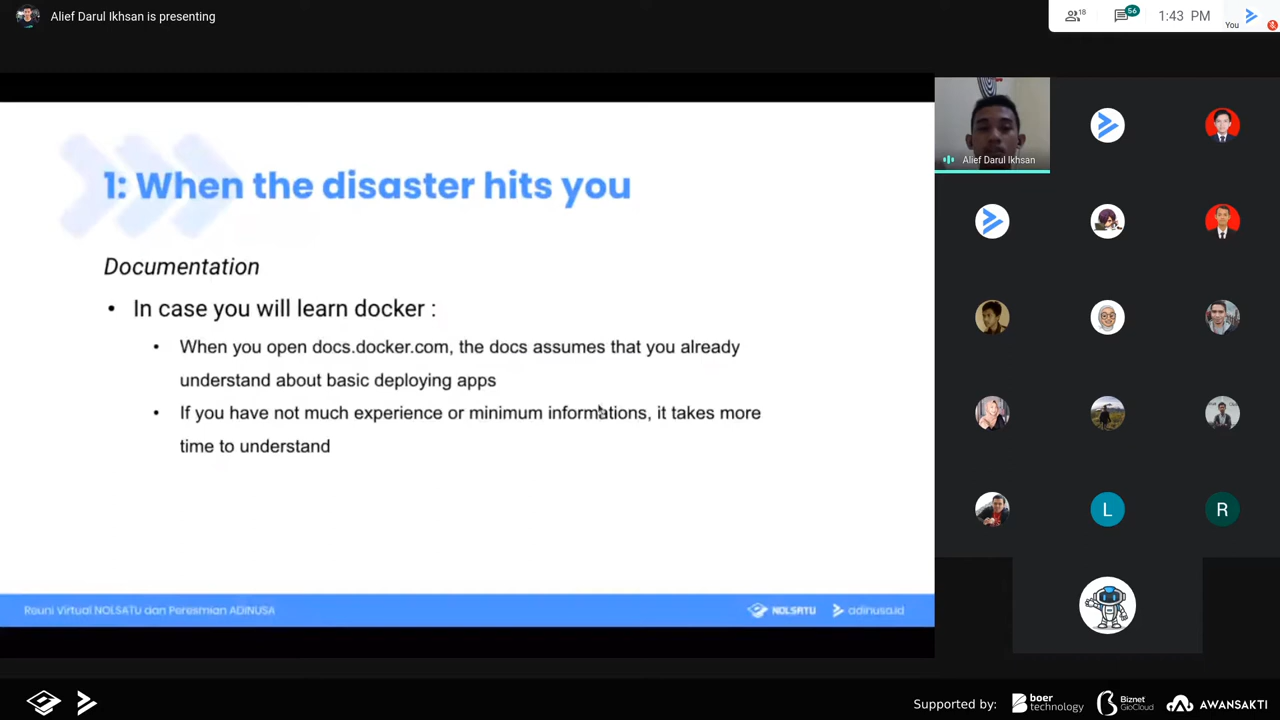 Alief Darul Ikhsan is presenting
18
56
1:43 PM
You
1: When the disaster hits you
Documentation
• In case you will learn docker :
• When you open docs.docker.com, the docs assumes that you already
understand about basic deploying apps
• If you have not much experience or minimum informations, it takes more
time to understand
Alief Darul Ikhsan
L
R
Reuni Virtual NOLSATU dan Peresmian ADINUSA
NOLSATU
adinusa.id
Supported by:
boer
technology
Biznet
GioCloud
AWANSAKTI